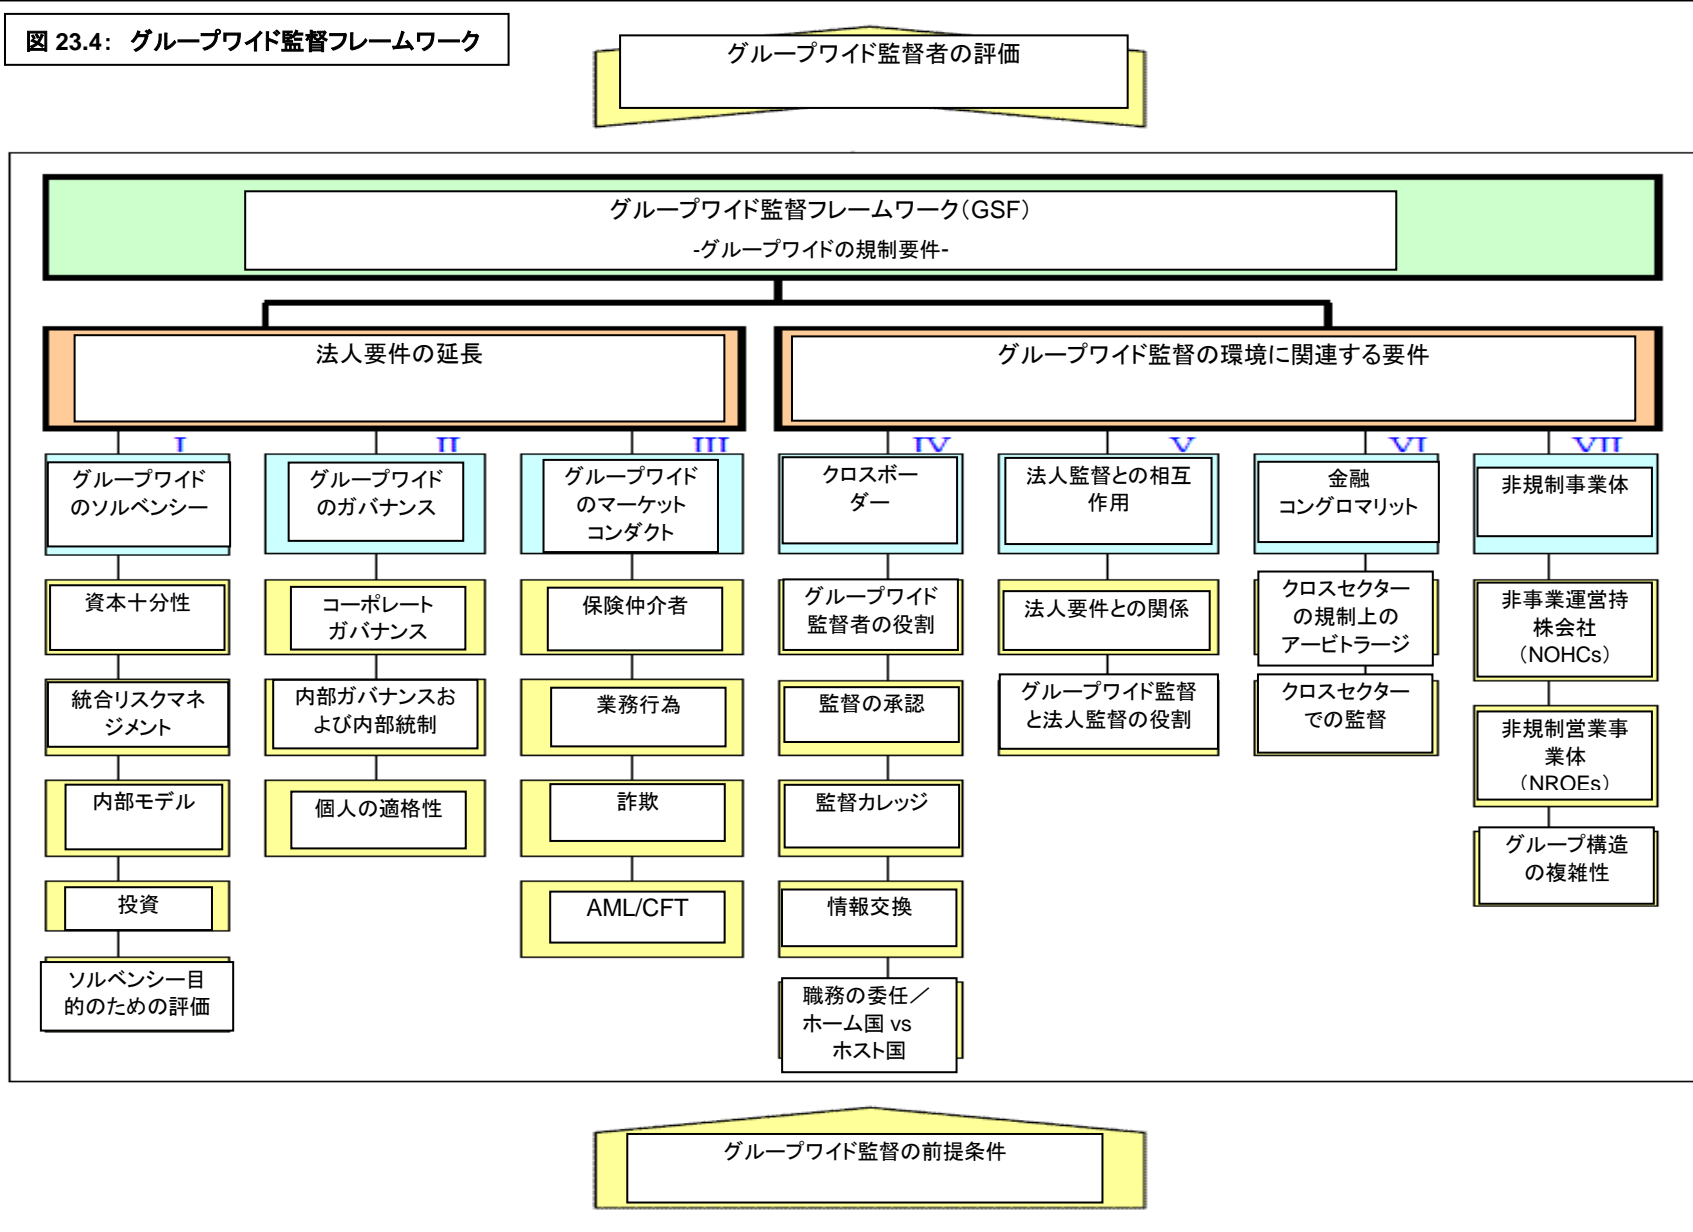 図 23.4: グループワイド監督フレームワーク
グループワイド監督者の評価
グループワイド監督フレームワーク(GSF)
-グループワイドの規制要件-
法人要件の延長
グループワイド監督の環境に関連する要件
I
グループワイド
のソルベンシー
資本十分性
統合リスクマネ
ジメント
内部モデル
投資
ソルベンシー目
的のための評価
II
グループワイド
のガバナンス
コーポレート
ガバナンス
内部ガバナンスお
よび内部統制
個人の適格性
III
グループワイド
のマーケット
コンダクト
保険仲介者
業務行為
詐欺
AML/CFT
IV
クロスボー
ダー
グループワイド
監督者の役割
監督の承認
監督カレッジ
情報交換
職務の委任/
ホーム国 vs
ホスト国
V
法人監督との相互
作用
法人要件との関係
グループワイド監督
と法人監督の役割
VI
金融
コングロマリット
クロスセクター
の規制上の
アービトラージ
クロスセクター
での監督
VII
非規制事業体
非事業運営持
株会社
(NOHCs)
非規制営業事
業体
(NROEs)
グループ構造
の複雑性
グループワイド監督の前提条件